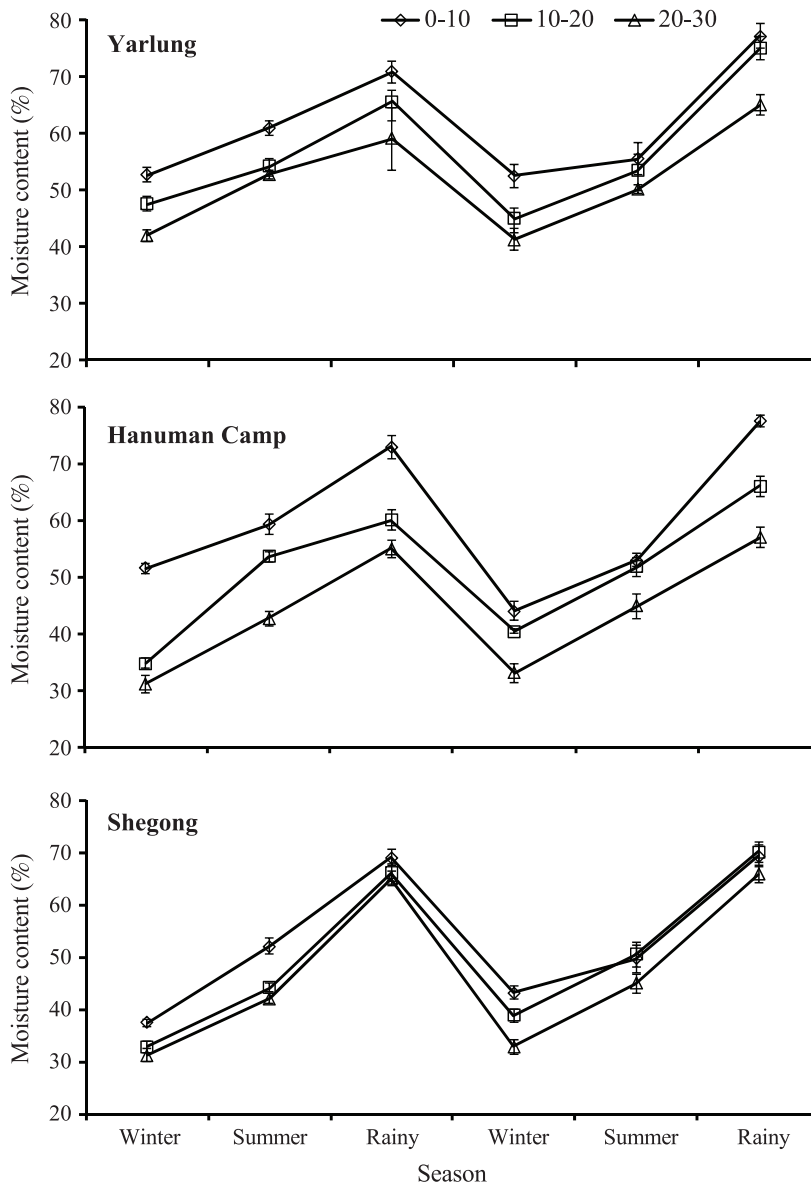 0-10 10-20 20-30
Yarlung
80
70
60
50
40
30
20
Moisture content (%)
Hanuman Camp
80
70
60
50
40
30
20
Moisture content (%)
Shegong
80
70
60
50
40
30
20
Moisture content (%)
Winter Summer Rainy Winter Summer Rainy
Season